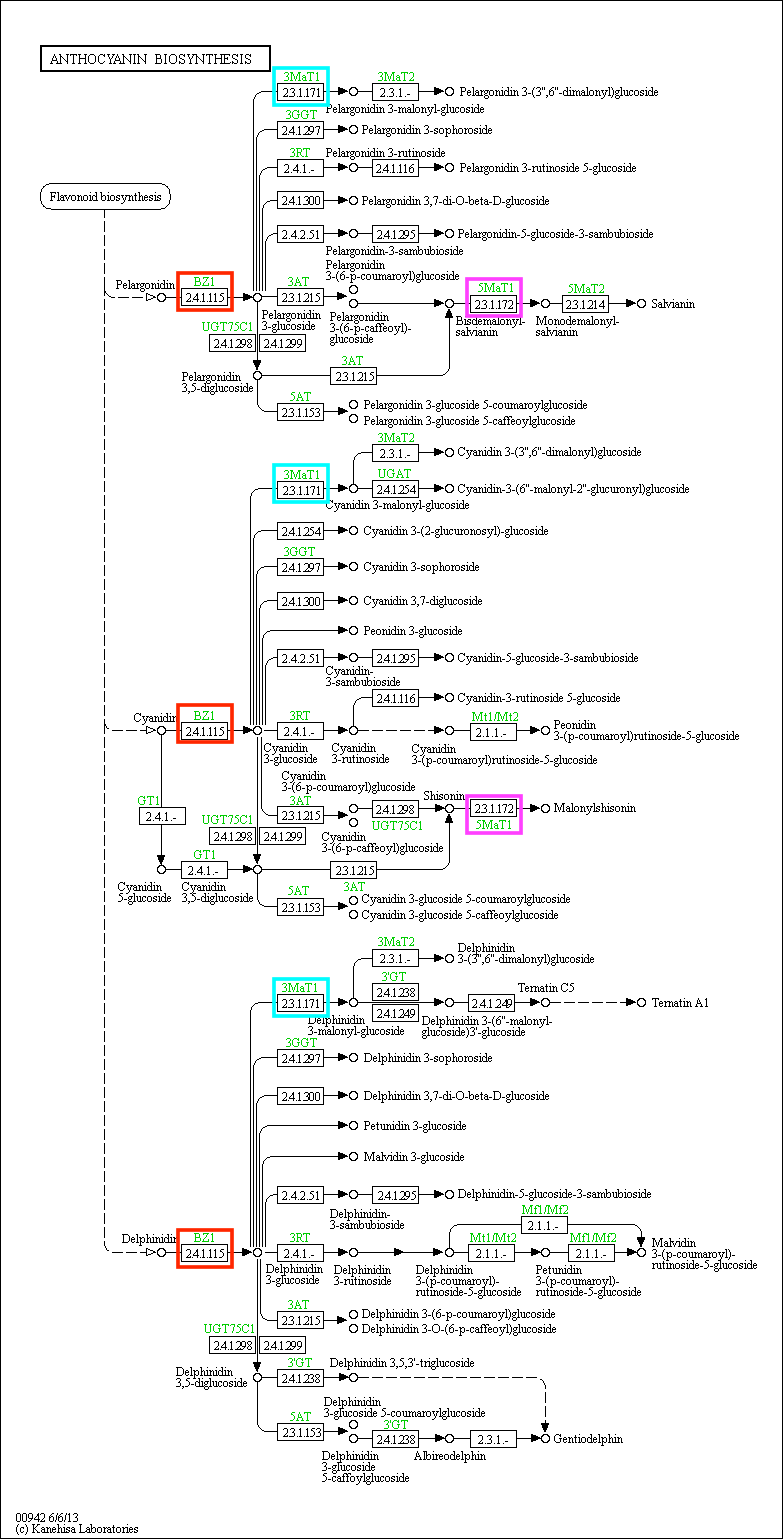 ANTHOCYANIN BIOSYNTHESIS
3MaT1
3MaT2
2.3.1.171
2.3.1.-
Pelargonidin 3-(3",6"-dimalonyl)glucoside
Pelargonidin 3-malonyl-glucoside
3GGT
2.4.1.297
Pelargonidin 3-sophoroside
3RT
Pelargonidin 3-rutinoside
2.4.1.-
2.4.1.116
Pelargonidin 3-rutinoside 5-glucoside
Flavonoid biosynthesis
2.4.1.300
Pelargonidin 3,7-di-O-beta-D-glucoside
2.4.2.51
2.4.1.295
Pelargonidin-5-glucoside-3-sambubioside
Pelargonidin-3-sambubioside
Pelargonidin
3-(6-p-coumaroyl)glucoside
Pelargonidin
BZ1
2.4.1.115
3AT
2.3.1.215
5MaT1
2.3.1.172
5MaT2
2.3.1.214
Salvianin
Pelargonidin
3-glucoside
Pelargonidin
3-(6-p-caffeoyl)-
glucoside
Bisdemalonyl-
salvianin
Monodemalonyl-
salvianin
UGT75C1
2.4.1.298
2.4.1.299
3AT
2.3.1.215
Pelargonidin
3,5-diglucoside
5AT
2.3.1.153
Pelargonidin 3-glucoside 5-coumaroylglucoside
Pelargonidin 3-glucoside 5-caffeoylglucoside
3MaT2
2.3.1.-
Cyanidin 3-(3",6"-dimalonyl)glucoside
3MaT1
2.3.1.171
UGAT
2.4.1.254
Cyanidin-3-(6"-malonyl-2"-glucuronyl)glucoside
Cyanidin 3-malonyl-glucoside
2.4.1.254
Cyanidin 3-(2-glucuronosyl)-glucoside
3GGT
2.4.1.297
Cyanidin 3-sophoroside
2.4.1.300
Cyanidin 3,7-diglucoside
Peonidin 3-glucoside
2.4.2.51
2.4.1.295
Cyanidin-5-glucoside-3-sambubioside
Cyanidin-
3-sambubioside
2.4.1.116
Cyanidin-3-rutinoside 5-glucoside
Cyanidin
BZ1
2.4.1.115
3RT
2.4.1.-
Mt1/Mt2
2.1.1.-
Peonidin
3-(p-coumaroyl)rutinoside-5-glucoside
Cyanidin
3-glucoside
Cyanidin
3-rutinoside
Cyanidin
3-(p-coumaroyl)rutinoside-5-glucoside
Cyanidin
3-(6-p-coumaroyl)glucoside
GT1
2.4.1.-
3AT
2.3.1.215
2.4.1.298
UGT75C1
Shisonin
2.3.1.172
5MaT1
Malonylshisonin
UGT75C1
2.4.1.298
2.4.1.299
Cyanidin
3-(6-p-caffeoyl)glucoside
GT1
2.4.1.-
2.3.1.215
3AT
Cyanidin
5-glucoside
Cyanidin
3,5-diglucoside
5AT
2.3.1.153
Cyanidin 3-glucoside 5-coumaroylglucoside
Cyanidin 3-glucoside 5-caffeoylglucoside
3MaT2
2.3.1.-
Delphinidin
3-(3",6"-dimalonyl)glucoside
3MaT1
2.3.1.171
3'GT
2.4.1.238
2.4.1.249
2.4.1.249
Ternatin C5
Ternatin A1
Delphinidin
3-malonyl-glucoside
Delphinidin 3-(6"-malonyl-
glucoside)3'-glucoside
3GGT
2.4.1.297
Delphinidin 3-sophoroside
2.4.1.300
Delphinidin 3,7-di-O-beta-D-glucoside
Petunidin 3-glucoside
Malvidin 3-glucoside
2.4.2.51
2.4.1.295
Delphinidin-5-glucoside-3-sambubioside
Delphinidin-
3-sambubioside
Mf1/Mf2
2.1.1.-
Delphinidin
BZ1
2.4.1.115
3RT
2.4.1.-
Mt1/Mt2
2.1.1.-
Mf1/Mf2
2.1.1.-
Malvidin
3-(p-coumaroyl)-
rutinoside-5-glucoside
Delphinidin
3-glucoside
Delphinidin
3-rutinoside
Delphinidin
3-(p-coumaroyl)-
rutinoside-5-glucoside
Petunidin
3-(p-coumaroyl)-
rutinoside-5-glucoside
3AT
2.3.1.215
Delphinidin 3-(6-p-coumaroyl)glucoside
Delphinidin 3-O-(6-p-caffeoyl)glucoside
UGT75C1
2.4.1.298
2.4.1.299
Delphinidin
3,5-diglucoside
3'GT
2.4.1.238
Delphinidin 3,5,3'-triglucoside
Delphinidin
3-glucoside 5-coumaroylglucoside
5AT
2.3.1.153
3'GT
2.4.1.238
2.3.1.-
Gentiodelphin
Delphinidin
3-glucoside
5-caffoylglucoside
Albireodelphin
00942 6/6/13
(c) Kanehisa Laboratories